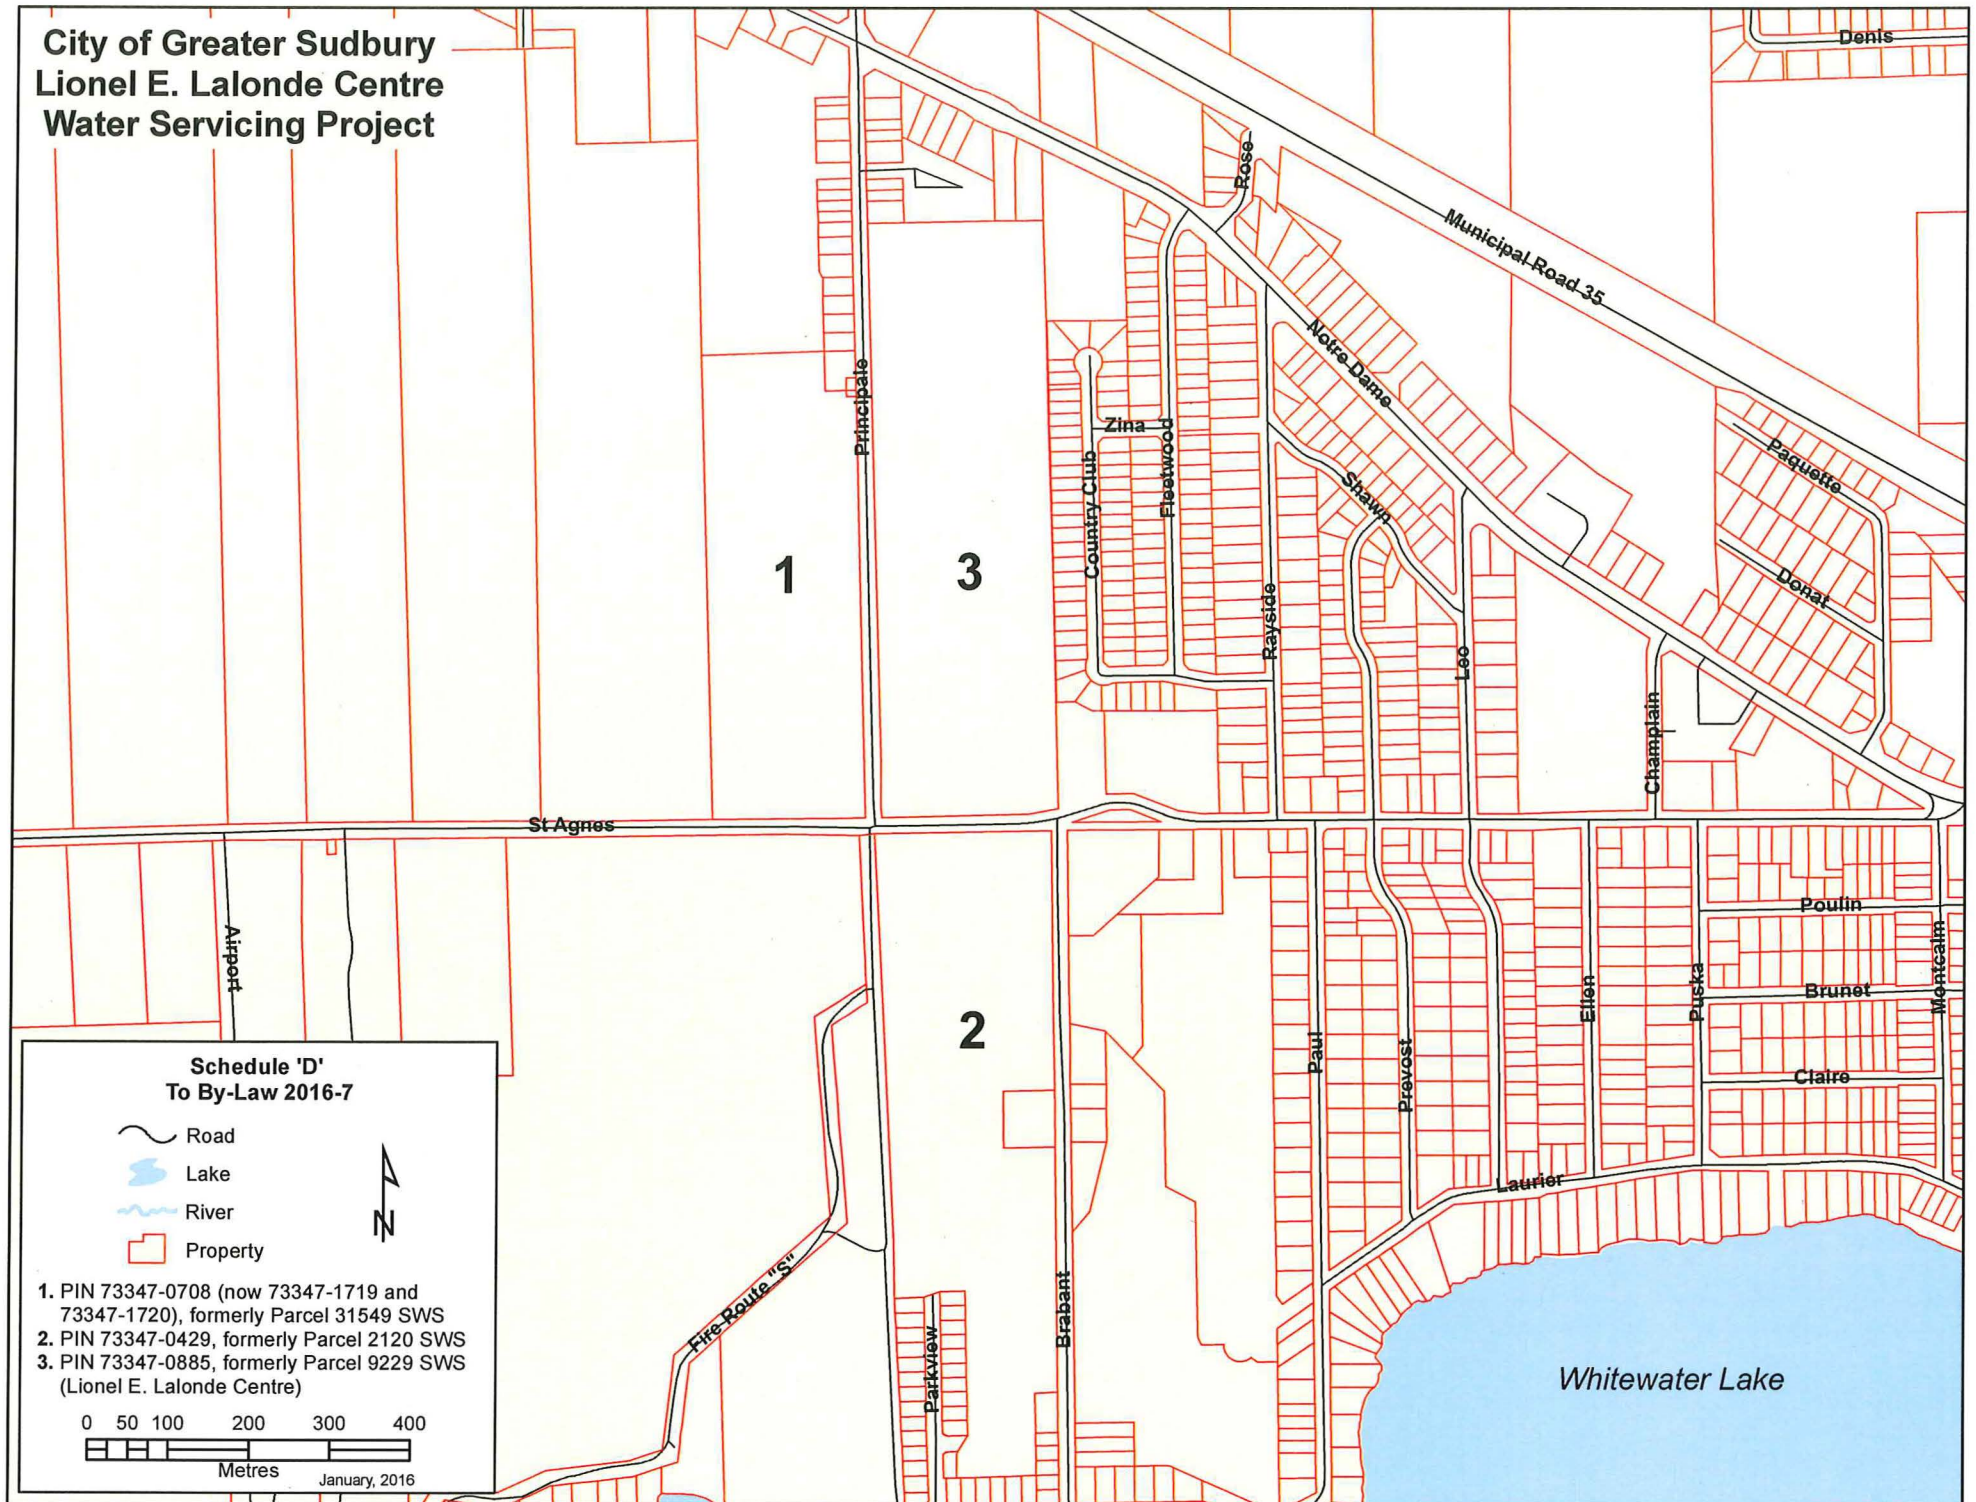 City of Greater Sudbury
Lionel E. Lalonde Centre
Water Servicing Project
Denis
Rose
Municipal Road 35
Notre Dame
Principale
Zina
Fleetwood
Country Club
Shawn
Paquette
Donat
1
3
Rayside
Leo
Champlain
St Agnes
Airport
Poulin
Montcalm
Puska
Ellen
Brunet
2
Paul
Prevost
Claire
Laurier
Fire Route "S"
Brabant
Parkview
Whitewater Lake
Schedule 'D'
To By-Law 2016-7
Road
Lake
River
Property
N
1. PIN 73347-0708 (now 73347-1719 and
73347-1720), formerly Parcel 31549 SWS
2. PIN 73347-0429, formerly Parcel 2120 SWS
3. PIN 73347-0885, formerly Parcel 9229 SWS
(Lionel E. Lalonde Centre)
0 50 100 200 300 400
Metres
January, 2016